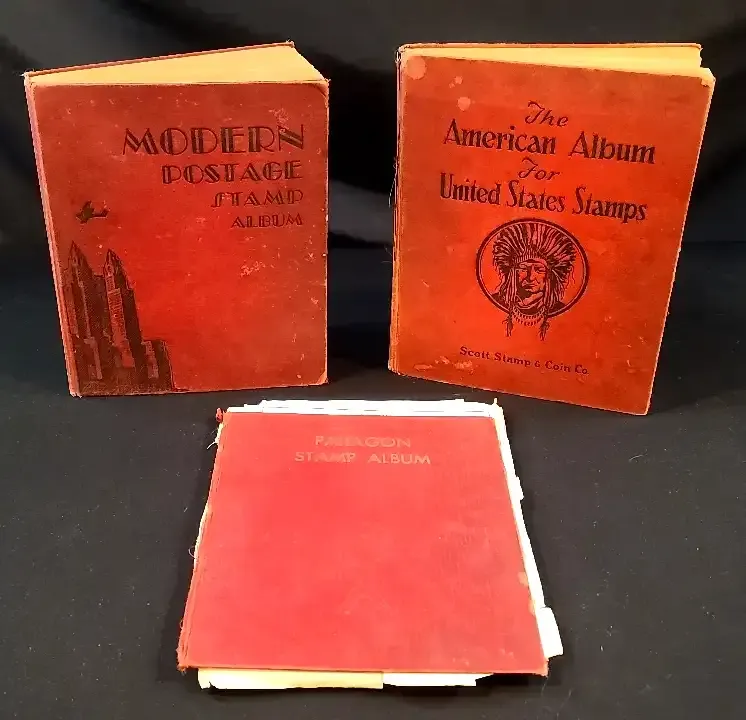 MODERN
POSTAGE
STAMP
ALBUM
The
American Album
For
United States Stamps
Scott Stamp & Coin Co.
PARAGON
STAMP ALBUM